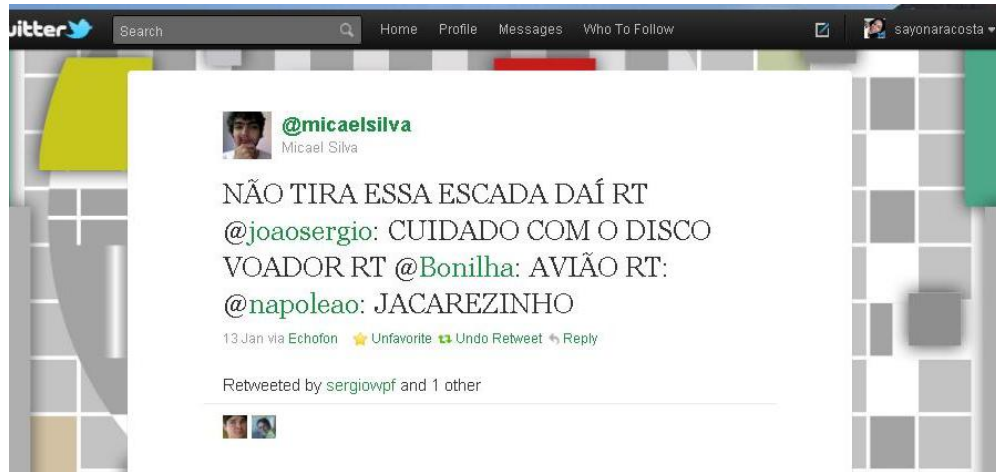 uitter
Search Home Profile Messages Who To Follow sayonaracosta
@micaelsilva
Micael Silva
NÃO TIRA ESSA ESCADA DAÍ RT
@joaosergio: CUIDADO COM O DISCO
VOADOR RT @Bonilha: AVIÃO RT:
@napoleao: JACAREZINHO
13 Jan via Echofon Unfavorite Undo Retweet Reply
Retweeted by sergiowpf and 1 other